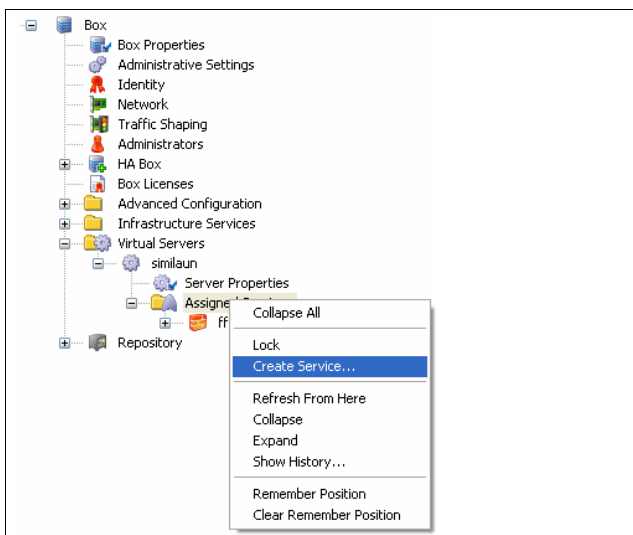 Box
Box Properties
Administrative Settings
Identity
Network
Traffic Shaping
Administrators
HA Box
Box Licenses
Advanced Configuration
Infrastructure Services
Virtual Servers
similaun
Server Properties
Assigne
ff
Repository
Collapse All
Lock
Create Service...
Refresh From Here
Collapse
Expand
Show History...
Remember Position
Clear Remember Position